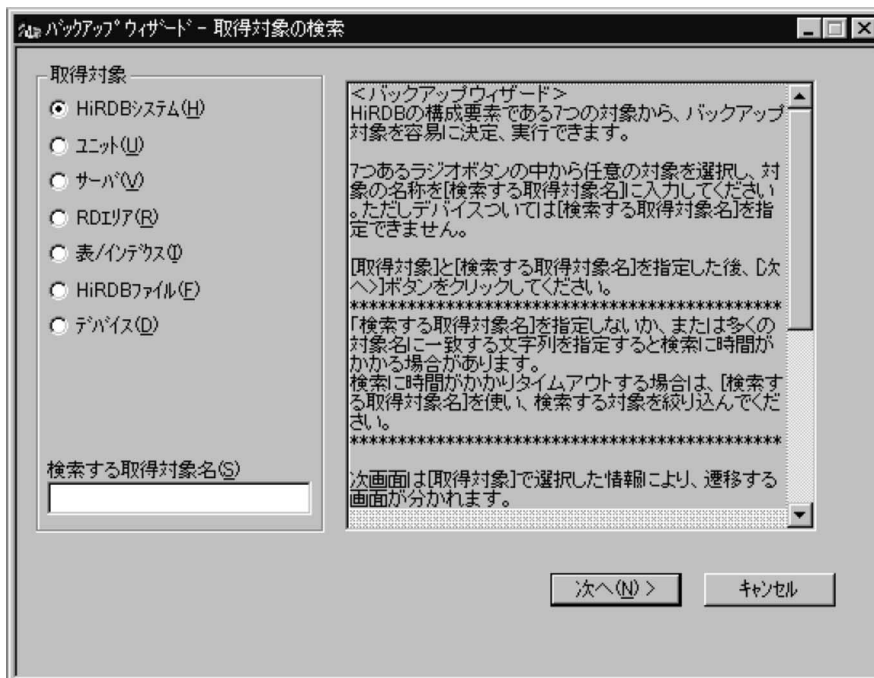 バックアップウィザード - 取得対象の検索
取得対象
HiRDBシステム(H)
ユニット(U)
サーバ(V)
RDエリア(R)
表/インデクス(I)
HiRDBファイル(F)
デバイス(D)
検索する取得対象名(S)
<バックアップウィザード>
HiRDBの構成要素である7つの対象から、バックアップ
対象を容易に決定、実行できます。
7つあるラジオボタンの中から任意の対象を選択し、対
象の名称を[検索する取得対象名]に入力してください
。ただしデバイスついては[検索する取得対象名]を指
定できません。
[取得対象]と[検索する取得対象名]を指定した後、[次
へ>]ボタンをクリックしてください。
***********************************************
「検索する取得対象名]を指定しないか、または多くの
対象名に一致する文字列を指定すると検索に時間が
かかる場合があります。
検索に時間がかかりタイムアウトする場合は、[検索す
る取得対象名]を使い、検索する対象を絞り込んでくだ
さい。
***********************************************
次画面は[取得対象]で選択した情報により、遷移する
画面が分かれます。
次へ(N) >
キャンセル